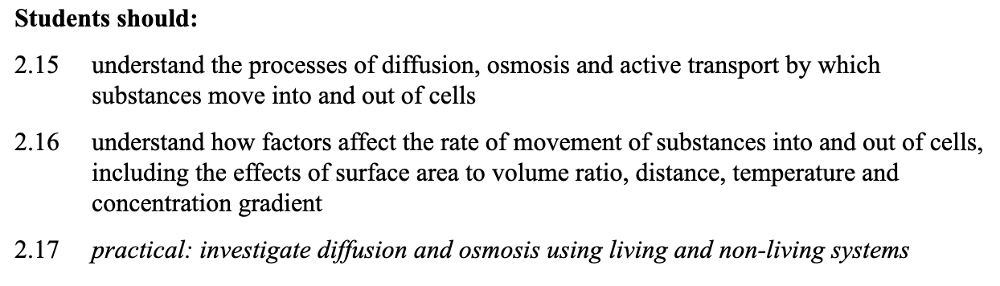 Students should:
2.15 understand the processes of diffusion, osmosis and active transport by which
substances move into and out of cells
2.16 understand how factors affect the rate of movement of substances into and out of cells,
including the effects of surface area to volume ratio, distance, temperature and
concentration gradient
2.17 practical: investigate diffusion and osmosis using living and non-living systems